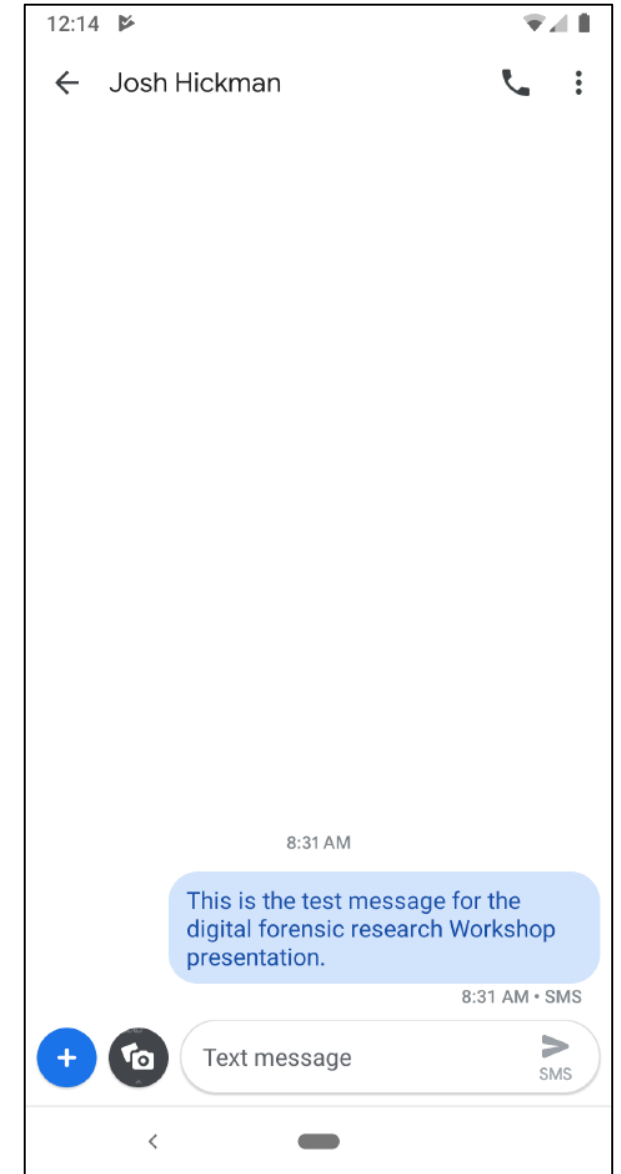 12:14
Josh Hickman
8:31 AM
This is the test message for the
digital forensic research Workshop
presentation.
8:31 AM • SMS
Text message
SMS